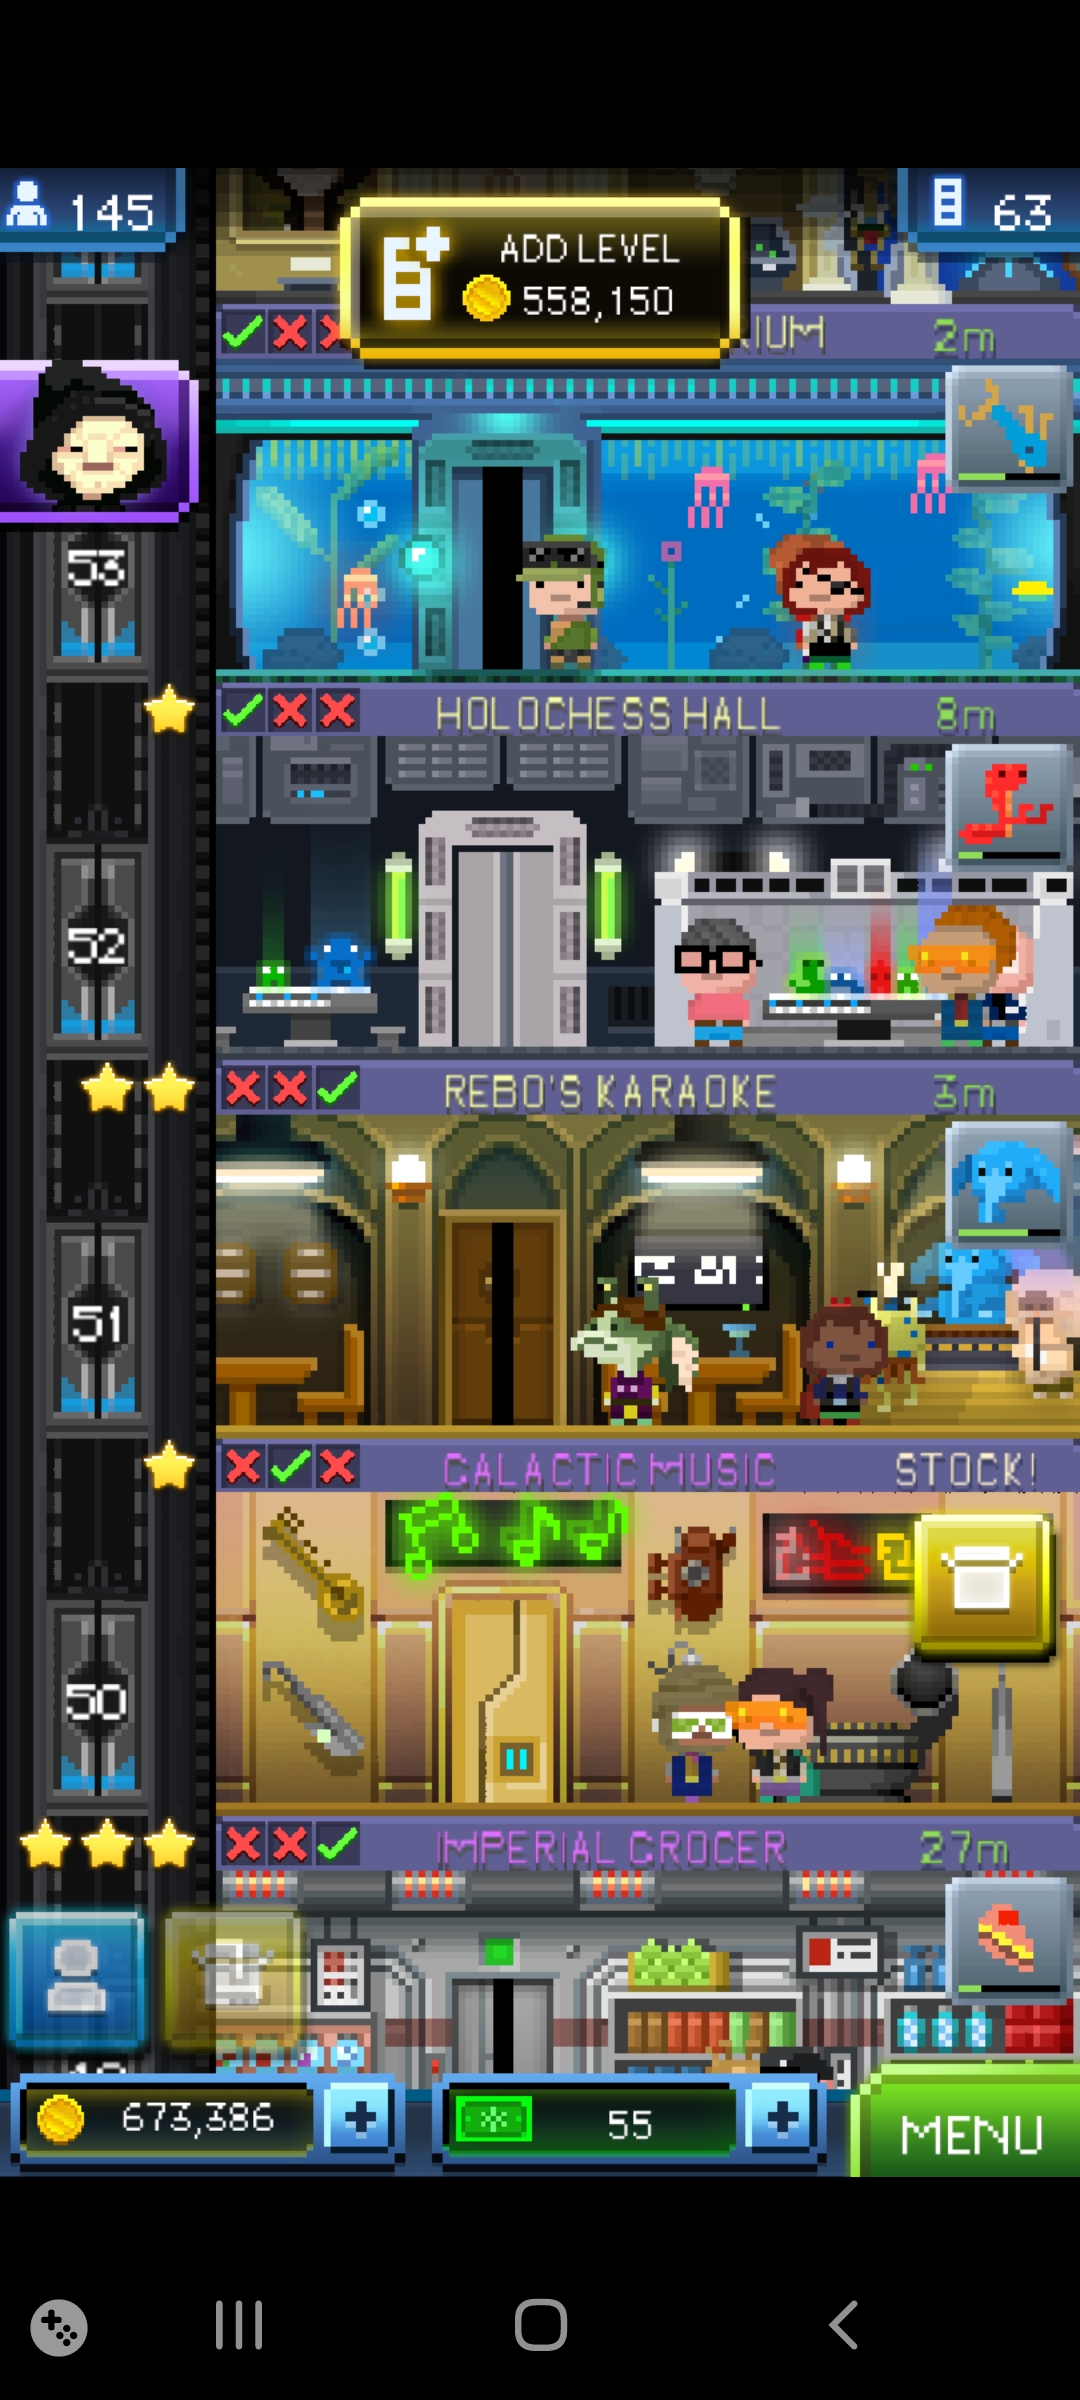 145
ADD LEVEL
558,150
63
2m
53
HOLOCHESS HALL
8m
52
REBO'S KARAOKE
3m
51
GALACTIC MUSIC
STOCK!
50
IMPERIAL GROCER
27m
673,386
55
MENU